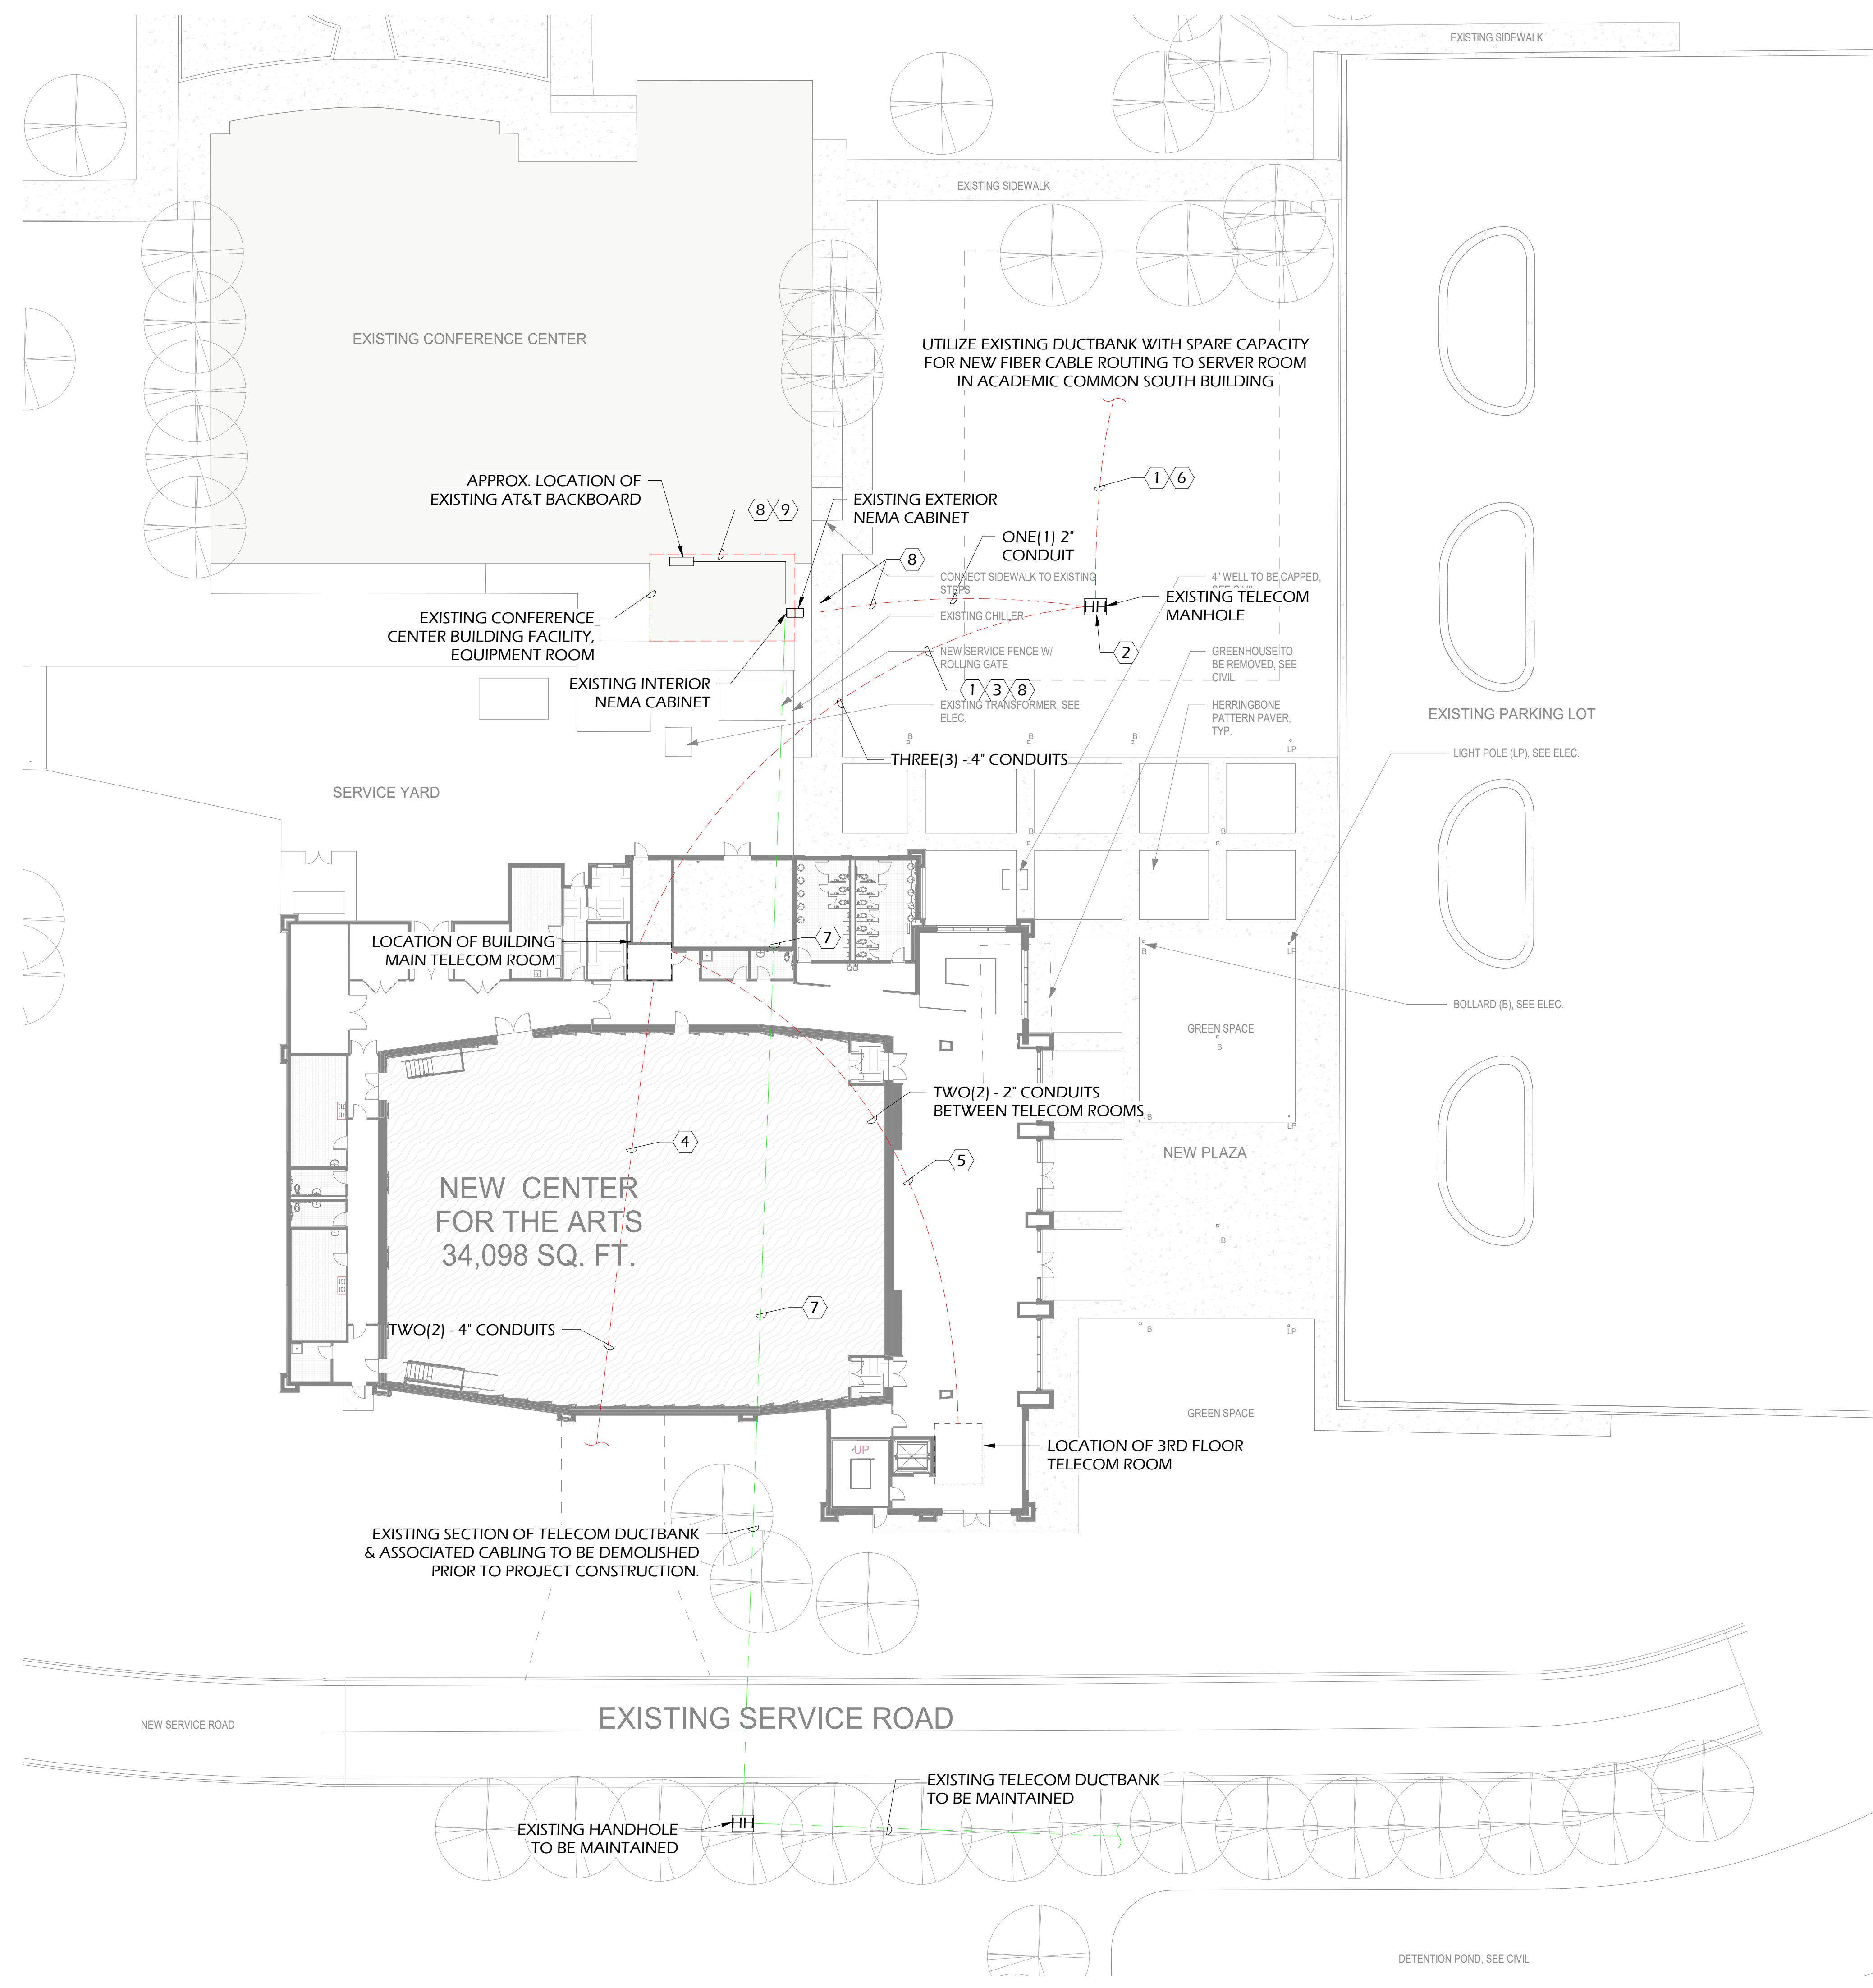 EXISTING SIDEWALK
EXISTING SIDEWALK
EXISTING CONFERENCE CENTER
UTILIZE EXISTING DUCTBANK WITH SPARE CAPACITY
FOR NEW FIBER CABLE ROUTING TO SERVER ROOM
IN ACADEMIC COMMON SOUTH BUILDING
APPROX. LOCATION OF
EXISTING AT&T BACKBOARD
8 9
EXISTING EXTERIOR
NEMA CABINET
1 6
ONE(1) 2"
CONDUIT
8
CONNECT SIDEWALK TO EXISTING
STEPS
4" WELL TO BE CAPPED,
HH
EXISTING TELECOM
MANHOLE
EXISTING CHILLER
EXISTING CONFERENCE
CENTER BUILDING FACILITY,
EQUIPMENT ROOM
2
NEW SERVICE FENCE W/
ROLLING GATE
GREENHOUSE TO
BE REMOVED, SEE
CIVIL
EXISTING INTERIOR
NEMA CABINET
1 3 8
EXISTING TRANSFORMER, SEE
ELEC.
HERRINGBONE
PATTERN PAVER,
TYP.
EXISTING PARKING LOT
B
B
B
LP
LIGHT POLE (LP), SEE ELEC.
THREE(3) - 4" CONDUITS
SERVICE YARD
B
B
LOCATION OF BUILDING
MAIN TELECOM ROOM
7
B
LP
BOLLARD (B), SEE ELEC.
GREEN SPACE
B
TWO(2) - 2" CONDUITS
BETWEEN TELECOM ROOMS
B
LP
4
5
NEW PLAZA
NEW CENTER
FOR THE ARTS
34,098 SQ. FT.
B
7
TWO(2) - 4" CONDUITS
B
LP
GREEN SPACE
UP
LOCATION OF 3RD FLOOR
TELECOM ROOM
EXISTING SECTION OF TELECOM DUCTBANK
& ASSOCIATED CABLING TO BE DEMOLISHED
PRIOR TO PROJECT CONSTRUCTION.
NEW SERVICE ROAD
EXISTING SERVICE ROAD
EXISTING TELECOM DUCTBANK
TO BE MAINTAINED
HH
EXISTING HANDHOLE
TO BE MAINTAINED
DETENTION POND, SEE CIVIL